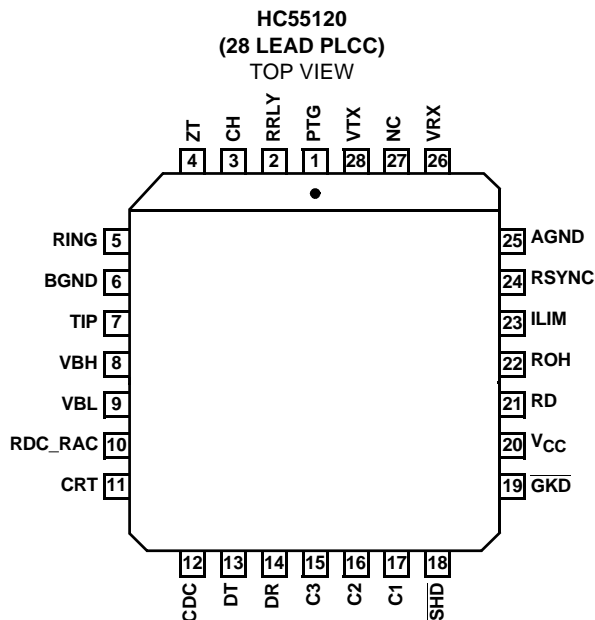 HC55120
(28 LEAD PLCC)
TOP VIEW
ZT
CH
RRLY
PTG
VTX
NC
VRX
4
3
2
1
28
27
26
RING 5
BGND 6
TIP 7
VBH 8
VBL 9
RDC_RAC 10
CRT 11
25 AGND
24 RSYNC
23 ILIM
22 ROH
21 RD
20 VCC
19 GKD
12
13
14
15
16
17
18
CDC
DT
DR
C3
C2
C1
SHD